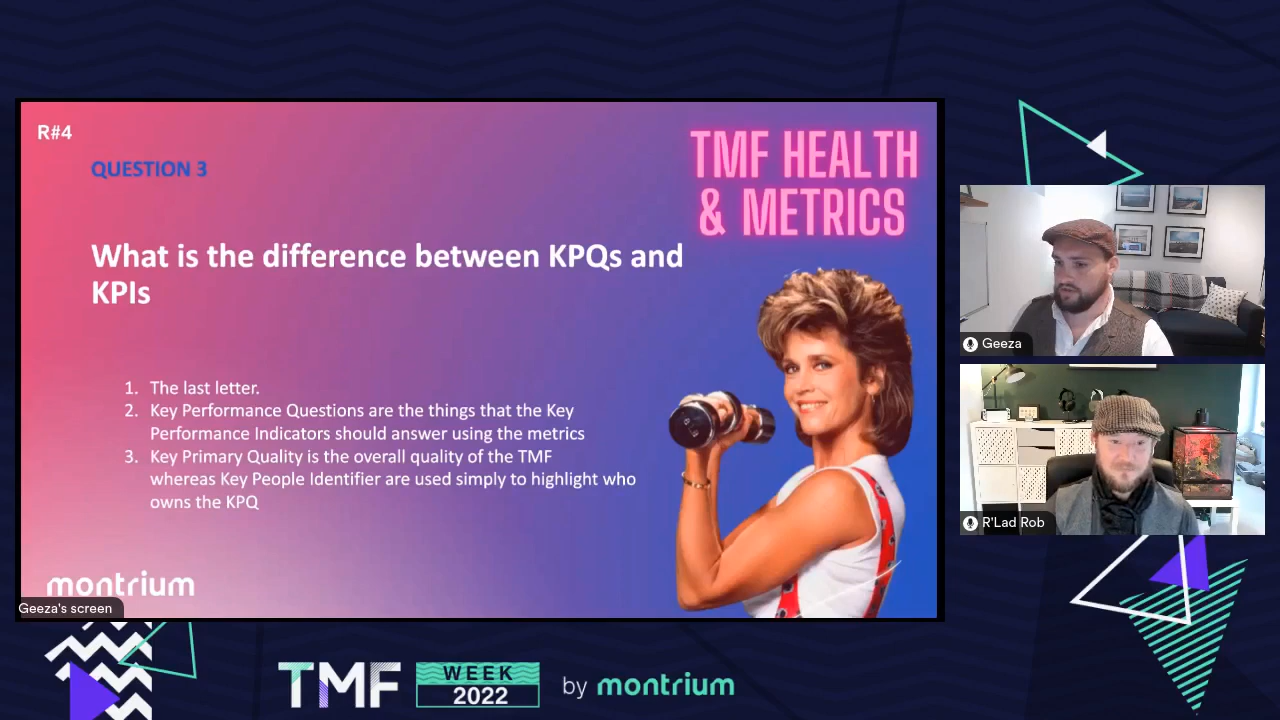 R#4
QUESTION 3
TMF HEALTH
& METRICS
What is the difference between KPQs and
KPIs
1. The last letter.
2. Key Performance Questions are the things that the Key
Performance Indicators should answer using the metrics
3. Key Primary Quality is the overall quality of the TMF
whereas Key People Identifier are used simply to highlight who
owns the KPQ
montrium
Geeza's screen
Geeza
R'Lad Rob
TMF WEEK 2022 by montrium